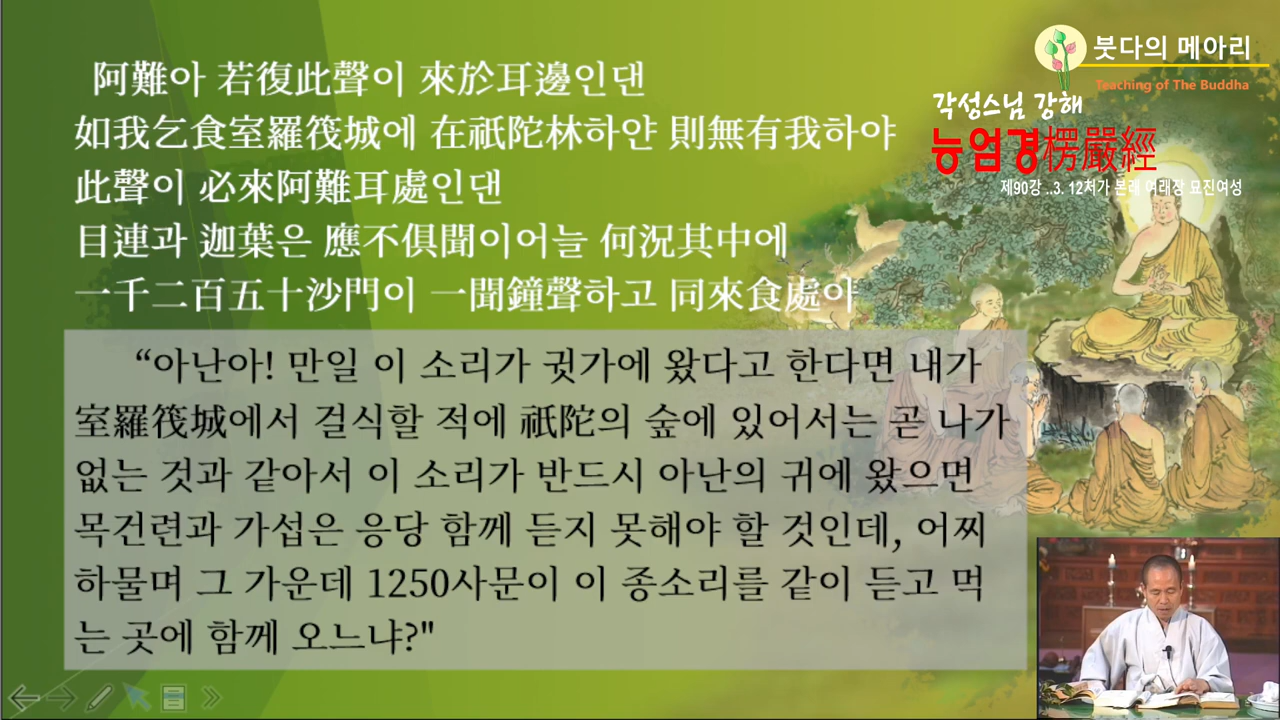 붓다의 메아리
Teaching of The Buddha
각성스님 강해
능엄경楞嚴經
제90강 ..3. 12처가 본래 여래장 묘진여성
阿難아 若復此聲이 來於耳邊인댄
如我乞食室羅筏城에 在祇陀林하얀 則無有我하야
此聲이 必來阿難耳處인댄
目連과 迦葉은 應不俱聞이어늘 何況其中에
一千二百五十沙門이 一聞鐘聲하고 同來食處아
“아난아! 만일 이 소리가 귓가에 왔다고 한다면 내가
室羅筏城에서 걸식할 적에 祇陀의 숲에 있어서는 곧 나가
없는 것과 같아서 이 소리가 반드시 아난의 귀에 왔으면
목건련과 가섭은 응당 함께 듣지 못해야 할 것인데, 어찌
하물며 그 가운데 1250사문이 이 종소리를 같이 듣고 먹
는 곳에 함께 오느냐?"